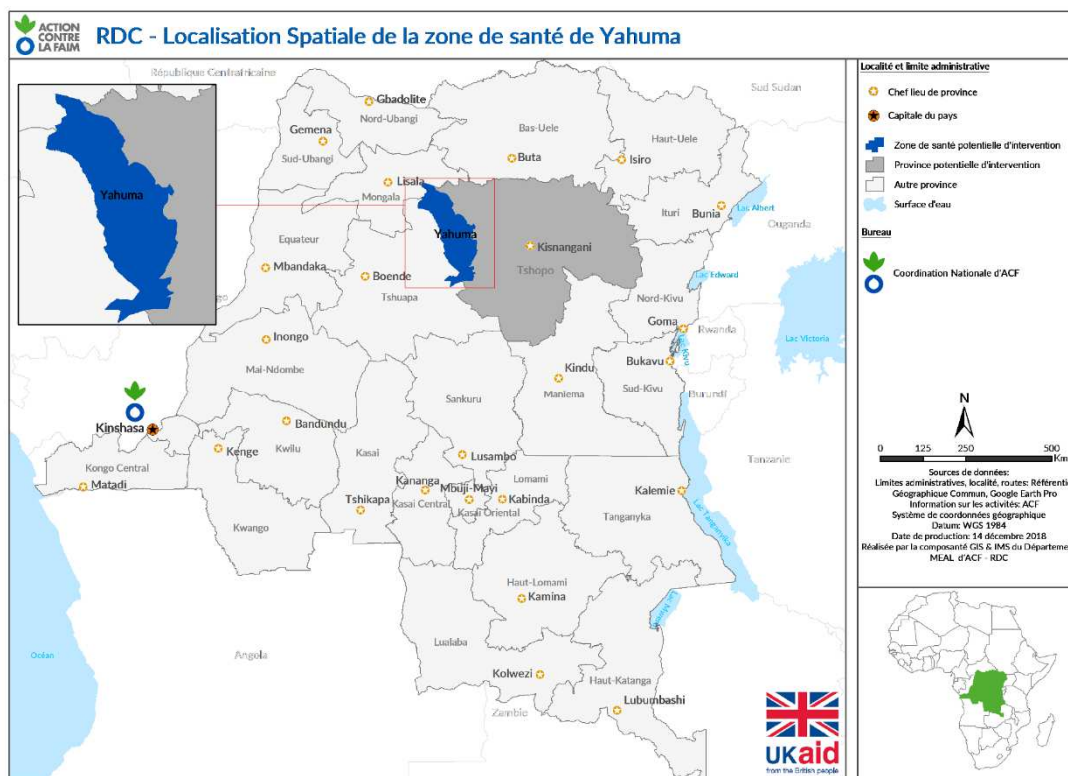 ACTION
CONTRE
LA FAIM
RDC - Localisation Spatiale de la zone de santé de Yahuma
République Centrafricaine
Sud Sudan
Gbadolite
Nord-Ubangi
Gemena
Sud-Ubangi
Bas-Uele
Haut-Uele
Buta
Isiro
Lisala
Mongala
Yahuma
Yahuma
Ituri
Bunia
Lac Albert
Ouganda
Equateur
Kisnangani
Tshopo
Mbandaka
Boende
Tshuapa
Lac Edward
Nord-Kivu
Goma
Rwanda
Lac Victoria
Inongo
Mai-Ndombe
Bukavu
Lac Kivu
Sud-Kivu
Kindu
Maniema
Burundi
Sankuru
Kinshasa
Bandundu
Kenge
Kwilu
Kasai
Lusambo
Lomami
Tanzanie
Kongo Central
Matadi
Kananga
Mbuji-Mayi
Kabinda
Kasai Central
Kasai Oriental
Tshikapa
Kalemie
Tanganyka
Lac Tanganyika
Kwango
Haut-Lomami
Kamina
Lualaba
Océan
Angola
Kolwezi
Haut-Katanga
Lubumbashi
Zambie
UKaid
from the British people
Localité et limite administrative
Chef lieu de province
Capitale du pays
Zone de santé potentielle d'intervention
Province potentielle d'intervention
Autre province
Surface d'eau
Bureau
Coordination Nationale d'ACF
N
0 125 250 500
Km
Sources de données:
Limites administratives, localité, routes: Référenti
Géographique Commun, Google Earth Pro
Information sur les activités: ACF
Système de coordonnées géographique
Datum: WGS 1984
Date de production: 14 décembre 2018
Réalisée par la composanté GIS & IMS du Départeme
MEAL d'ACF - RDC